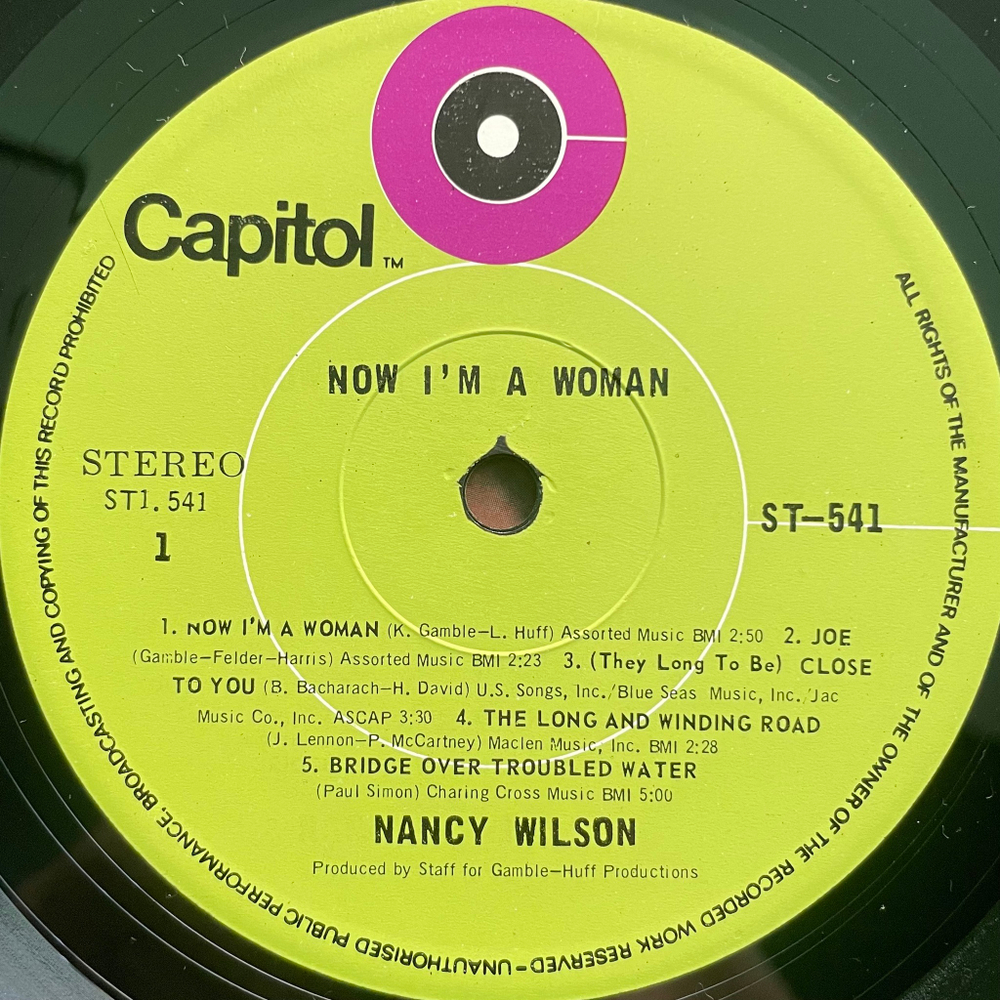 Capitol™
NOW I'M A WOMAN
STEREO
ST1.541
1
ST-541
1. NOW I'M A WOMAN (K. Gamble-L. Huff) Assorted Music BMI 2:50 2. JOE
(Gamble-Felder-Harris) Assorted Music BMI 2:23 3. (They Long To Be) CLOSE
TO YOU (B. Bacharach-H. David) U.S. Songs, Inc./Blue Seas Music, Inc./Jac
Music Co., Inc. ASCAP 3:30 4. THE LONG AND WINDING ROAD
(J. Lennon-P. McCartney) Maclen Music, Inc. BMI 2:28
5. BRIDGE OVER TROUBLED WATER
(Paul Simon) Charing Cross Music BMI 5:00
NANCY WILSON
Produced by Staff for Gamble-Huff Productions
ALL RIGHTS OF THE MANUFACTURER AND OF THE OWNER OF THE RECORDED WORK RESERVED-UNAUTHORISED PUBLIC PERFORMANCE, BROADCASTING AND COPYING OF THIS RECORD PROHIBITED